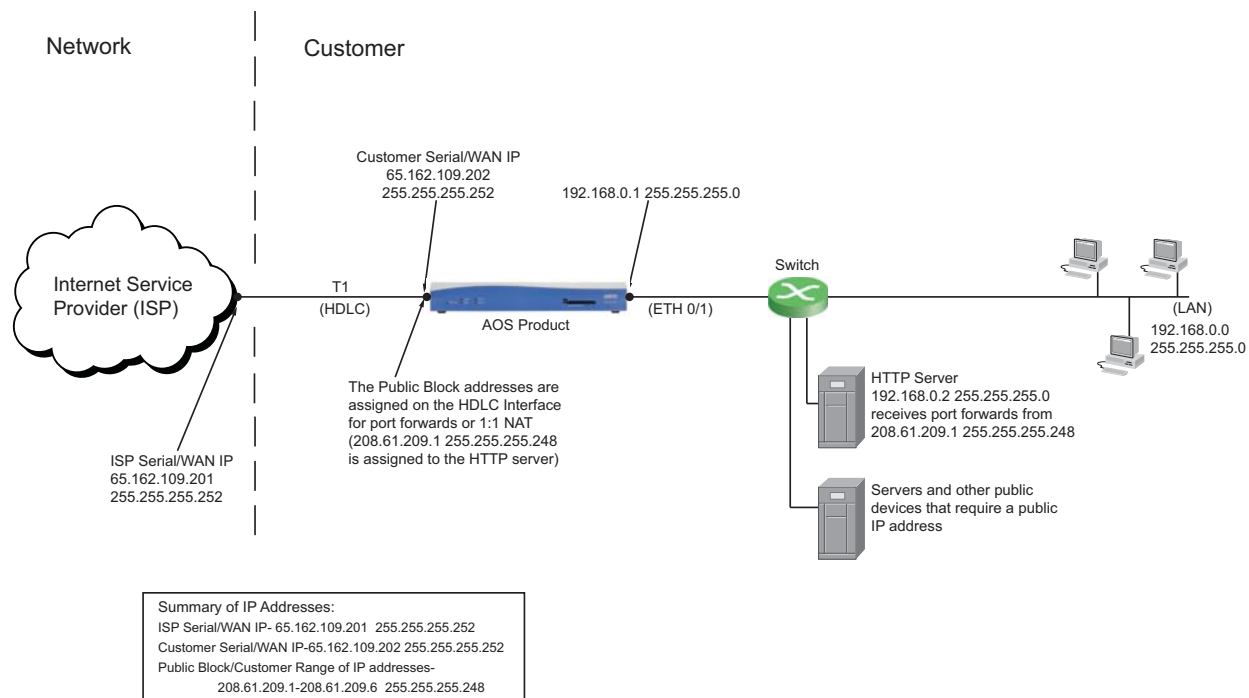 Network
Customer
Customer Serial/WAN IP
65.162.109.202
255.255.255.252
192.168.0.1 255.255.255.0
Internet Service
Provider (ISP)
T1
(HDLC)
AOS Product
(ETH 0/1)
Switch
(LAN)
192.168.0.0
255.255.255.0
The Public Block addresses are
assigned on the HDLC Interface
for port forwards or 1:1 NAT
(208.61.209.1 255.255.255.248
is assigned to the HTTP server)
HTTP Server
192.168.0.2 255.255.255.0
receives port forwards from
208.61.209.1 255.255.255.248
ISP Serial/WAN IP
65.162.109.201
255.255.255.252
Servers and other public
devices that require a public
IP address
Summary of IP Addresses:
ISP Serial/WAN IP- 65.162.109.201 255.255.255.252
Customer Serial/WAN IP-65.162.109.202 255.255.255.252
Public Block/Customer Range of IP addresses-
208.61.209.1-208.61.209.6 255.255.255.248